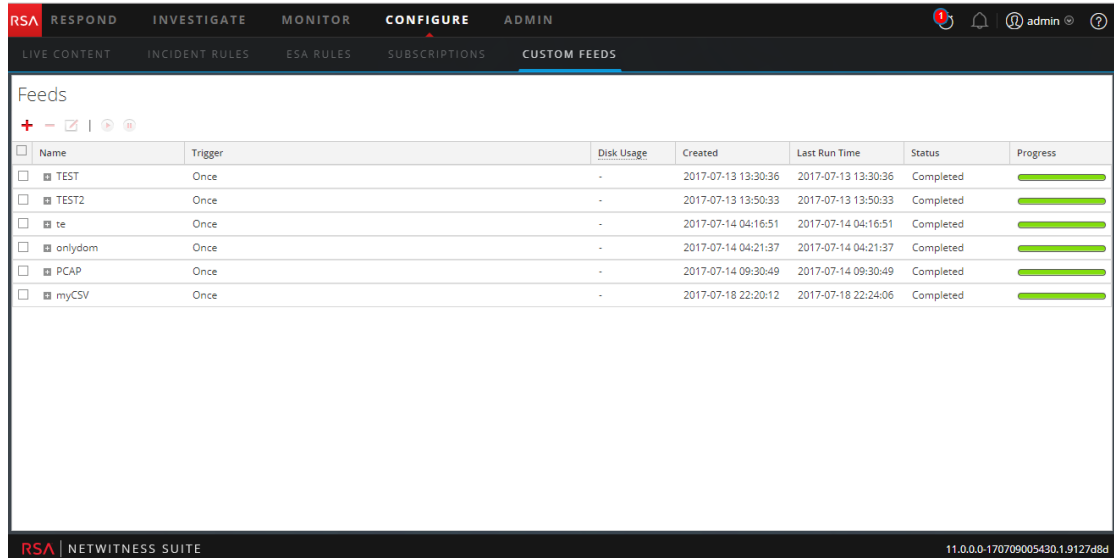 RSA RESPOND INVESTIGATE MONITOR CONFIGURE ADMIN 1 admin ?
LIVE CONTENT INCIDENT RULES ESA RULES SUBSCRIPTIONS CUSTOM FEEDS
Feeds
Name Trigger Disk Usage Created Last Run Time Status Progress
TEST Once - 2017-07-13 13:30:36 2017-07-13 13:30:36 Completed
TEST2 Once - 2017-07-13 13:50:33 2017-07-13 13:50:33 Completed
te Once - 2017-07-14 04:16:51 2017-07-14 04:16:51 Completed
onlydom Once - 2017-07-14 04:21:37 2017-07-14 04:21:37 Completed
PCAP Once - 2017-07-14 09:30:49 2017-07-14 09:30:49 Completed
myCSV Once - 2017-07-18 22:20:12 2017-07-18 22:24:06 Completed
RSA | NETWITNESS SUITE 11.0.0.0-170709005430.1.9127d8d